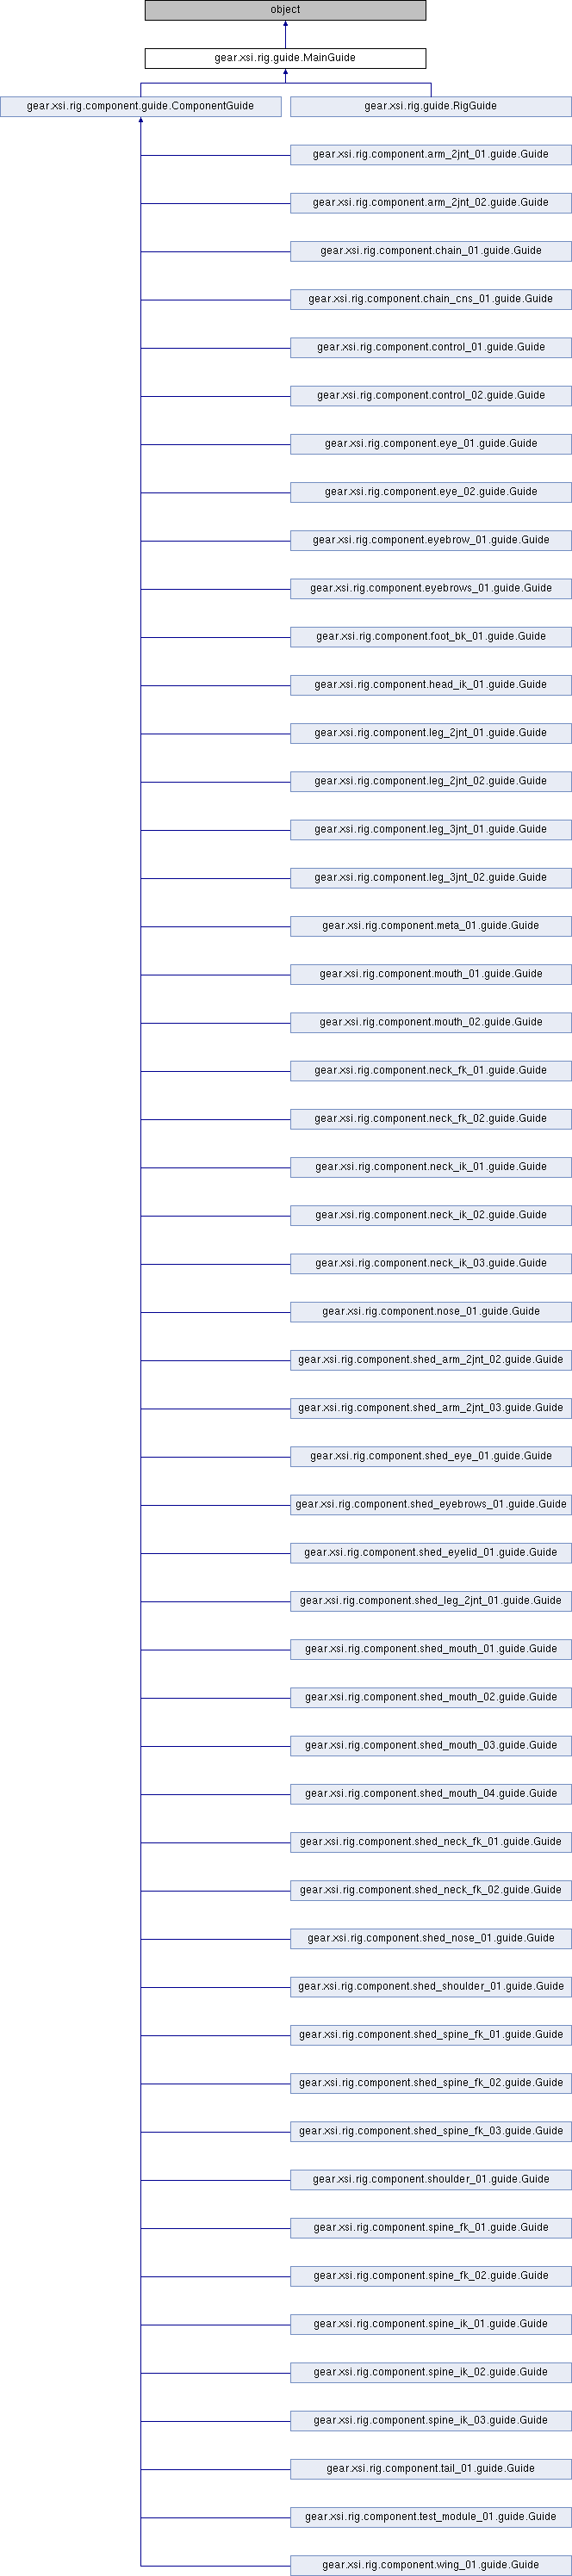 object
gear.xsi.rig.guide.MainGuide
gear.xsi.rig.component.guide.ComponentGuide
gear.xsi.rig.guide.RigGuide
gear.xsi.rig.component.arm_2jnt_01.guide.Guide
gear.xsi.rig.component.arm_2jnt_02.guide.Guide
gear.xsi.rig.component.chain_01.guide.Guide
gear.xsi.rig.component.chain_cns_01.guide.Guide
gear.xsi.rig.component.control_01.guide.Guide
gear.xsi.rig.component.control_02.guide.Guide
gear.xsi.rig.component.eye_01.guide.Guide
gear.xsi.rig.component.eye_02.guide.Guide
gear.xsi.rig.component.eyebrow_01.guide.Guide
gear.xsi.rig.component.eyebrows_01.guide.Guide
gear.xsi.rig.component.foot_bk_01.guide.Guide
gear.xsi.rig.component.head_ik_01.guide.Guide
gear.xsi.rig.component.leg_2jnt_01.guide.Guide
gear.xsi.rig.component.leg_2jnt_02.guide.Guide
gear.xsi.rig.component.leg_3jnt_01.guide.Guide
gear.xsi.rig.component.leg_3jnt_02.guide.Guide
gear.xsi.rig.component.meta_01.guide.Guide
gear.xsi.rig.component.mouth_01.guide.Guide
gear.xsi.rig.component.mouth_02.guide.Guide
gear.xsi.rig.component.neck_fk_01.guide.Guide
gear.xsi.rig.component.neck_fk_02.guide.Guide
gear.xsi.rig.component.neck_ik_01.guide.Guide
gear.xsi.rig.component.neck_ik_02.guide.Guide
gear.xsi.rig.component.neck_ik_03.guide.Guide
gear.xsi.rig.component.nose_01.guide.Guide
gear.xsi.rig.component.shed_arm_2jnt_02.guide.Guide
gear.xsi.rig.component.shed_arm_2jnt_03.guide.Guide
gear.xsi.rig.component.shed_eye_01.guide.Guide
gear.xsi.rig.component.shed_eyebrows_01.guide.Guide
gear.xsi.rig.component.shed_eyelid_01.guide.Guide
gear.xsi.rig.component.shed_leg_2jnt_01.guide.Guide
gear.xsi.rig.component.shed_mouth_01.guide.Guide
gear.xsi.rig.component.shed_mouth_02.guide.Guide
gear.xsi.rig.component.shed_mouth_03.guide.Guide
gear.xsi.rig.component.shed_mouth_04.guide.Guide
gear.xsi.rig.component.shed_neck_fk_01.guide.Guide
gear.xsi.rig.component.shed_neck_fk_02.guide.Guide
gear.xsi.rig.component.shed_nose_01.guide.Guide
gear.xsi.rig.component.shed_shoulder_01.guide.Guide
gear.xsi.rig.component.shed_spine_fk_01.guide.Guide
gear.xsi.rig.component.shed_spine_fk_02.guide.Guide
gear.xsi.rig.component.shed_spine_fk_03.guide.Guide
gear.xsi.rig.component.shoulder_01.guide.Guide
gear.xsi.rig.component.spine_fk_01.guide.Guide
gear.xsi.rig.component.spine_fk_02.guide.Guide
gear.xsi.rig.component.spine_ik_01.guide.Guide
gear.xsi.rig.component.spine_ik_02.guide.Guide
gear.xsi.rig.component.spine_ik_03.guide.Guide
gear.xsi.rig.component.tail_01.guide.Guide
gear.xsi.rig.component.test_module_01.guide.Guide
gear.xsi.rig.component.wing_01.guide.Guide